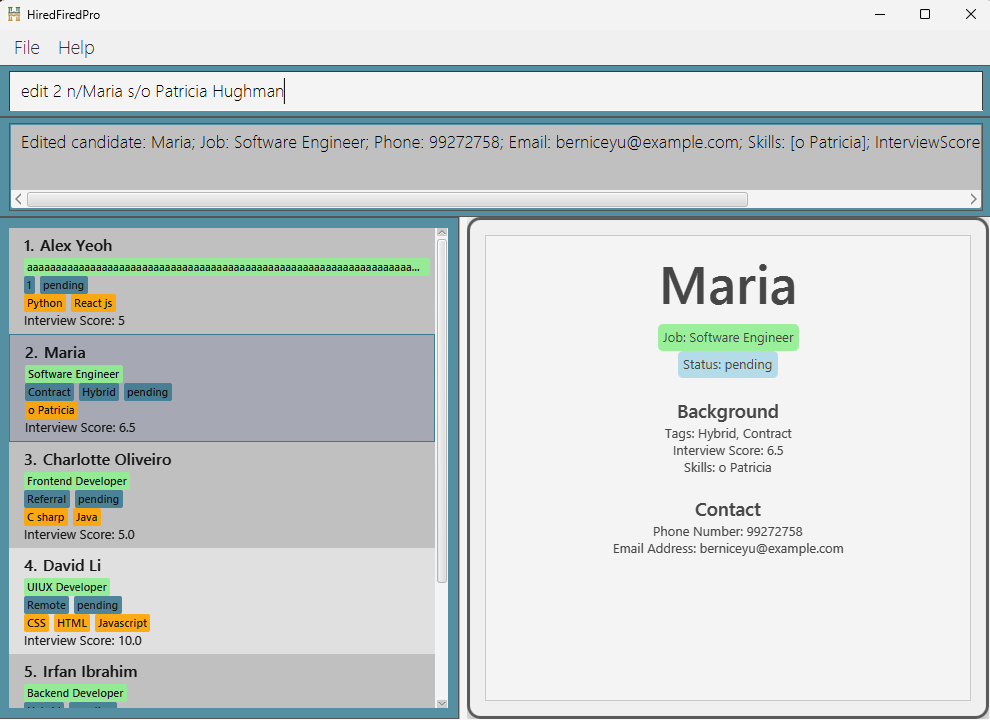 HiredFiredPro
File Help
edit 2 n/Maria s/o Patricia Hughman
Edited candidate: Maria; Job: Software Engineer; Phone: 99272758; Email: berniceyu@example.com; Skills: [o Patricia]; InterviewScore
1. Alex Yeoh
1 pending
Python React js
Interview Score: 5
2. Maria
Software Engineer
Contract Hybrid pending
o Patricia
Interview Score: 6.5
3. Charlotte Oliveiro
Frontend Developer
Referral pending
C sharp Java
Interview Score: 5.0
4. David Li
UIUX Developer
Remote pending
CSS HTML Javascript
Interview Score: 10.0
5. Irfan Ibrahim
Backend Developer
Maria
Job: Software Engineer
Status: pending
Background
Tags: Hybrid, Contract
Interview Score: 6.5
Skills: o Patricia
Contact
Phone Number: 99272758
Email Address: berniceyu@example.com